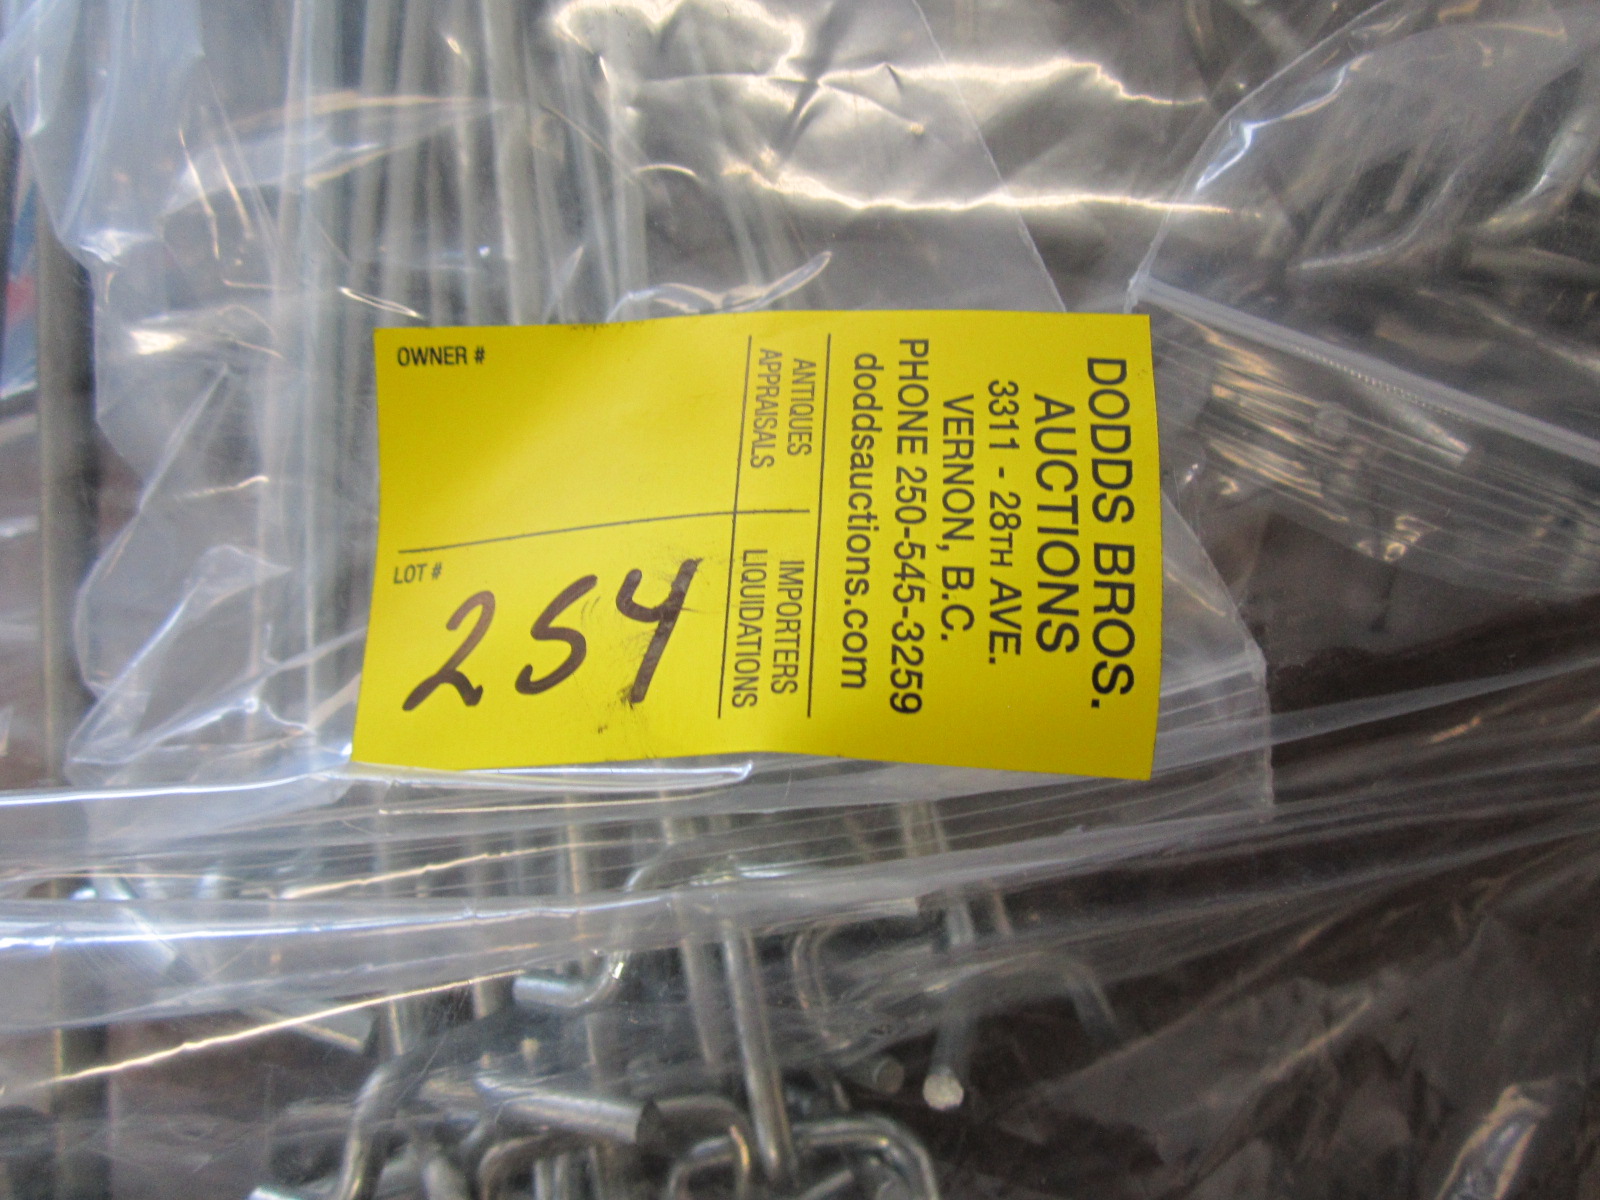 DODDS BROS.
AUCTIONS
3311 - 28TH AVE.
VERNON, B.C.
PHONE 250-545-3259
doddsauctions.com
ANTIQUES IMPORTERS
APPRAISALS LIQUIDATIONS
OWNER # LOT #
254